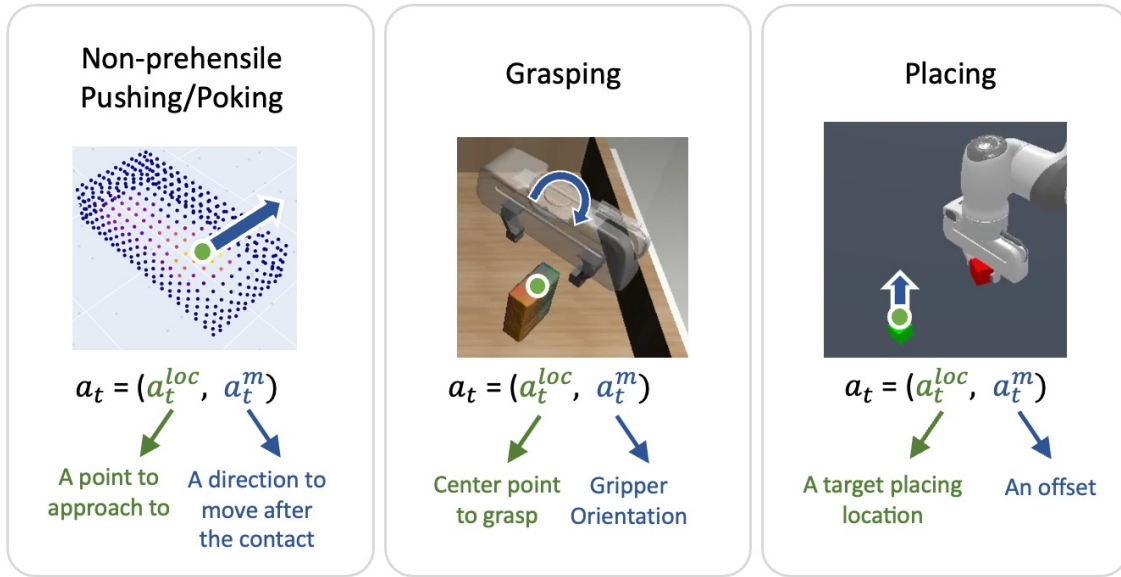 Non-prehensile
Pushing/Poking
a_t = (a_t^{loc}, a_t^m)
A point to
approach to
A direction to
move after
the contact
Grasping
a_t = (a_t^{loc}, a_t^m)
Center point
to grasp
Gripper
Orientation
Placing
a_t = (a_t^{loc}, a_t^m)
A target placing
location
An offset